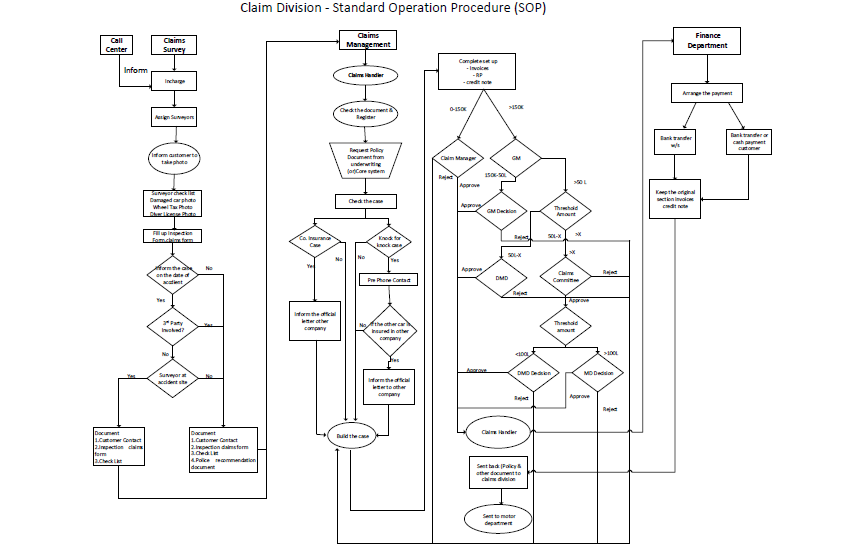 Claim Division - Standard Operation Procedure (SOP)
Call
Center
Claims
Survey
Inform
Incharge
Assign Surveyors
Inform customer to
take photo
Surveyor check list
Damaged car photo
Wheel Tax Photo
Diver License Photo
Fill up Inspection
Form,claims form
Inform the case
on the date of
accident
No
Yes
3rd Party
Involved?
Yes
No
Surveyor at
accident site
Yes
No
Document
1.Customer Contact
2.Inspection claims
form
3.Check List
Document
1.Customer Contact
2.Inspection claims form
3.Check List
4.Police recommendation
document
Claims
Management
Claims Handler
Check the document &
Register
Request Policy
Document from
underwriting
(or)Core system
Check the case
Co. Insurance
Case
Knock for
knock case
Yes
No
No
Yes
Pre Phone Contact
Inform the official
letter other
company
No
If the other car is
insured in other
company
Yes
Inform the official
letter to other
company
Build the case
Complete set up
- Invoices
- RP
- credit note
0-150K
>150K
Claim Manager
GM
Reject
Approve
150K-50L
>50 L
Approve
GM Decision
Threshold
Amount
Reject
50L-X
>X
50L-X
>X
Approve
DMD
Claims
Committee
Reject
Reject
Approve
Threshold
amount
<100L
>100L
Approve
DMD Decision
MD Decision
Reject
Approve
Reject
Claims Handler
Sent back (Policy &
other document to
claims division
Sent to motor
department
Finance
Department
Arrange the payment
Bank transfer
w/s
Bank transfer or
cash payment
customer
Keep the original
section invoices
credit note